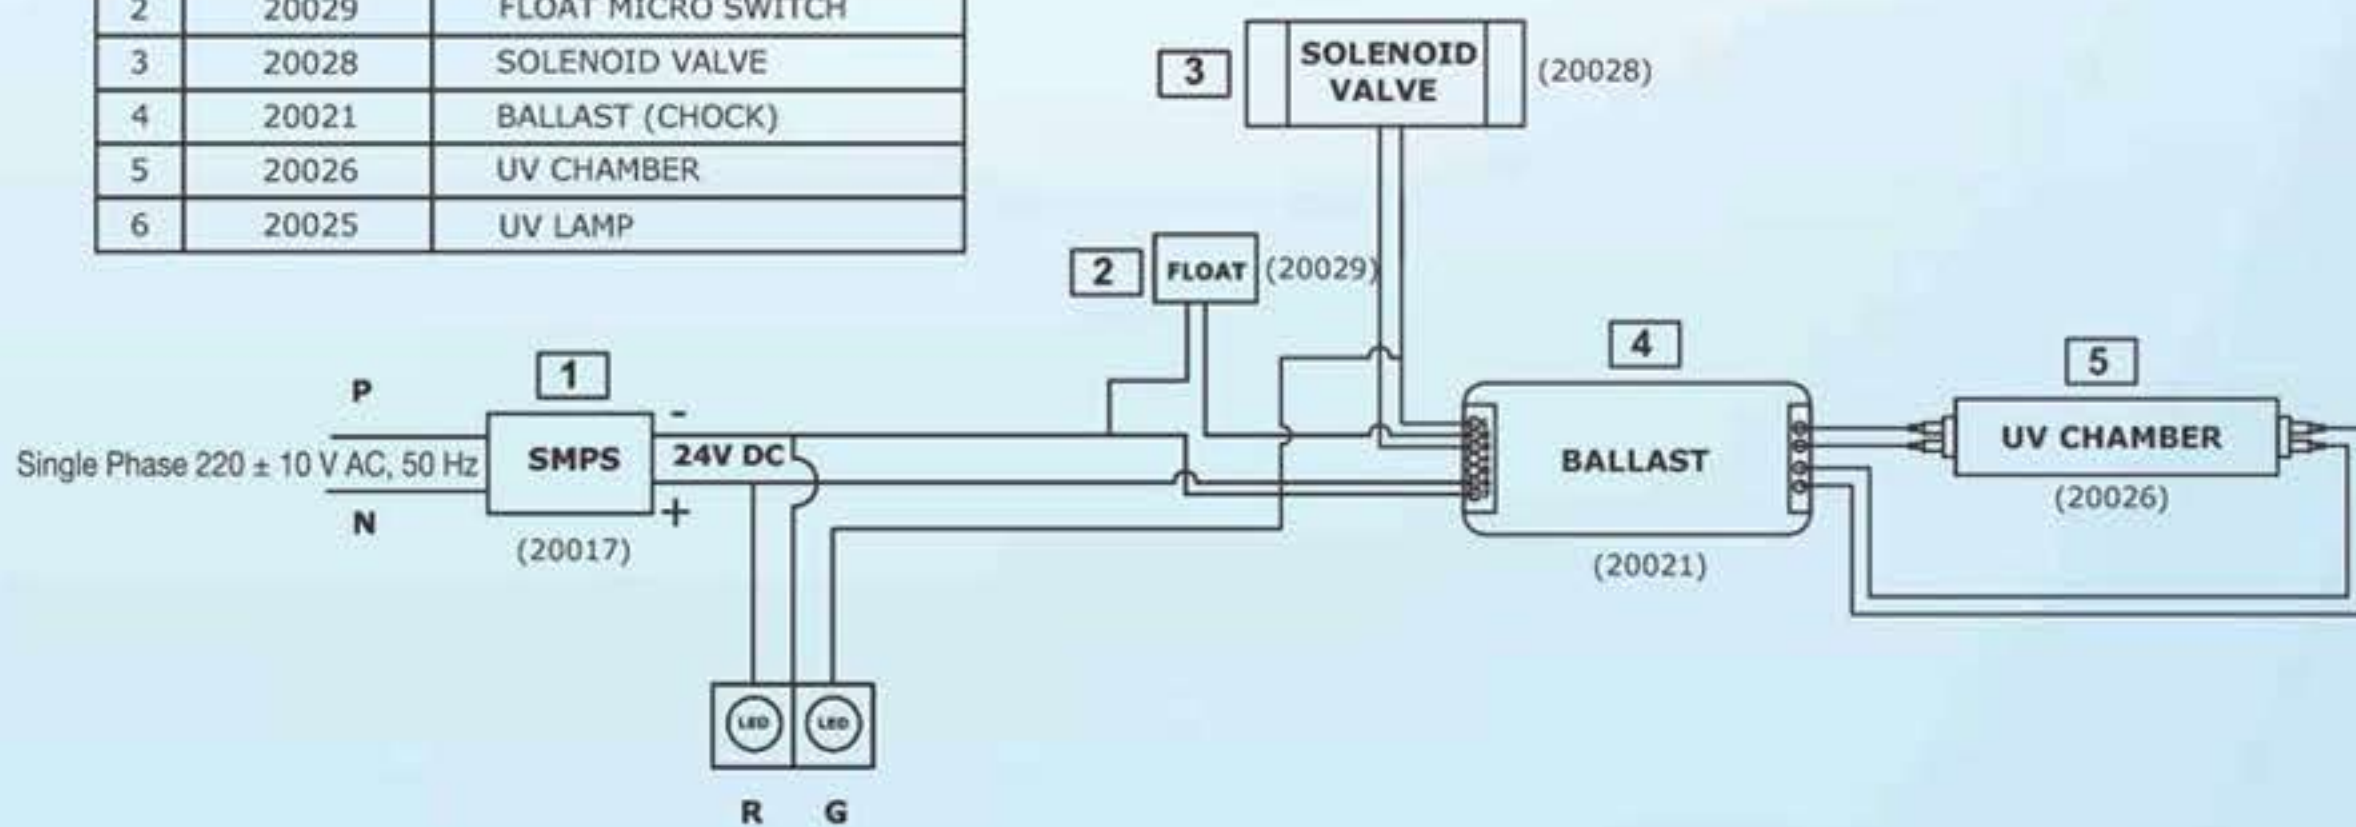 2 20029 FLOAT MICRO SWITCH
3 20028 SOLENOID VALVE
4 20021 BALLAST (CHOCK)
5 20026 UV CHAMBER
6 20025 UV LAMP
3
SOLENOID
VALVE
(20028)
2
FLOAT
(20029)
P
1
-
Single Phase 220 ± 10 V AC, 50 Hz
SMPS
24V DC
N
+
(20017)
4
BALLAST
(20021)
5
UV CHAMBER
(20026)
LED
LED
R
G